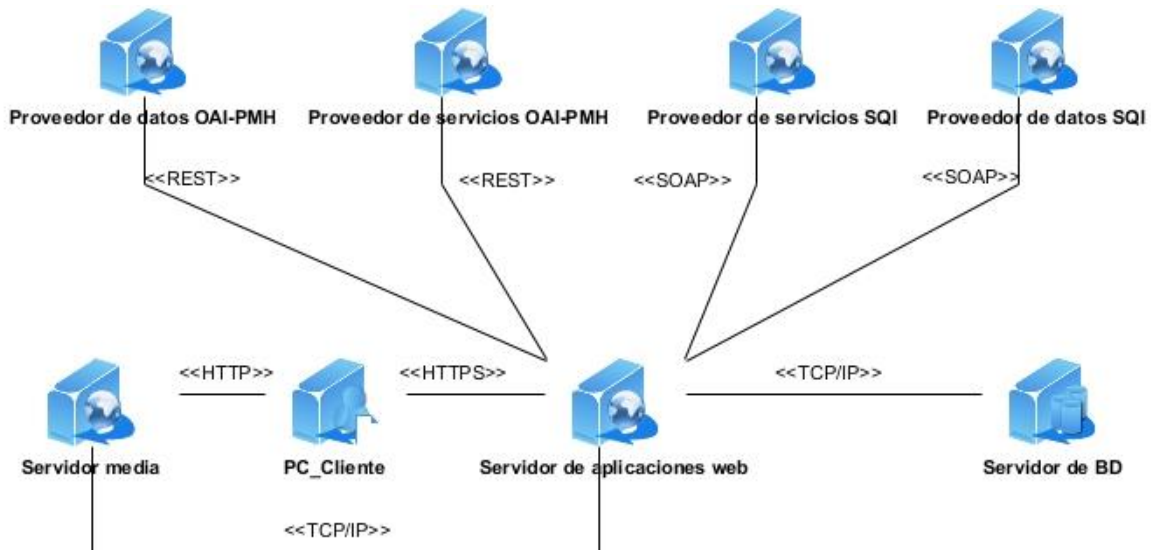 Proveedor de datos OAI-PMH
Proveedor de servicios OAI-PMH
Proveedor de servicios SQI
Proveedor de datos SQI
<<REST>>
<<REST>>
<<SOAP>>
<<SOAP>>
<<HTTP>>
<<HTTPS>>
<<TCP/IP>>
Servidor media
PC_Cliente
Servidor de aplicaciones web
Servidor de BD
<<TCP/IP>>